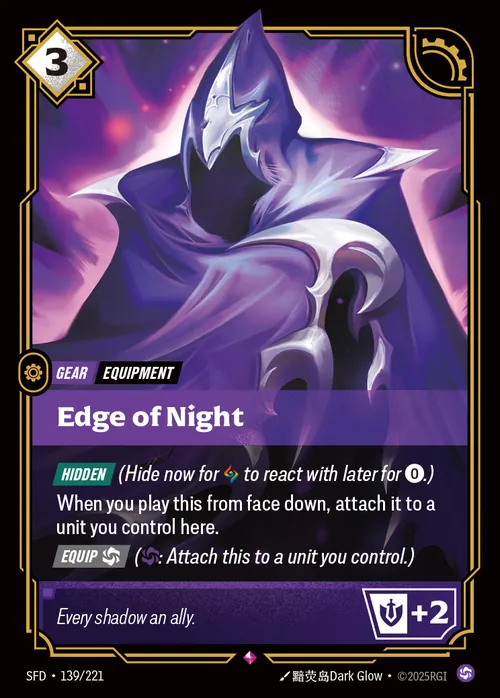 3
GEAR EQUIPMENT
Edge of Night
HIDDEN (Hide now for to react with later for 0.)
When you play this from face down, attach it to a
unit you control here.
EQUIP (: Attach this to a unit you control.)
Every shadow an ally.
+2
SFD • 139/221
黯荧岛Dark Glow • ©2025RGI